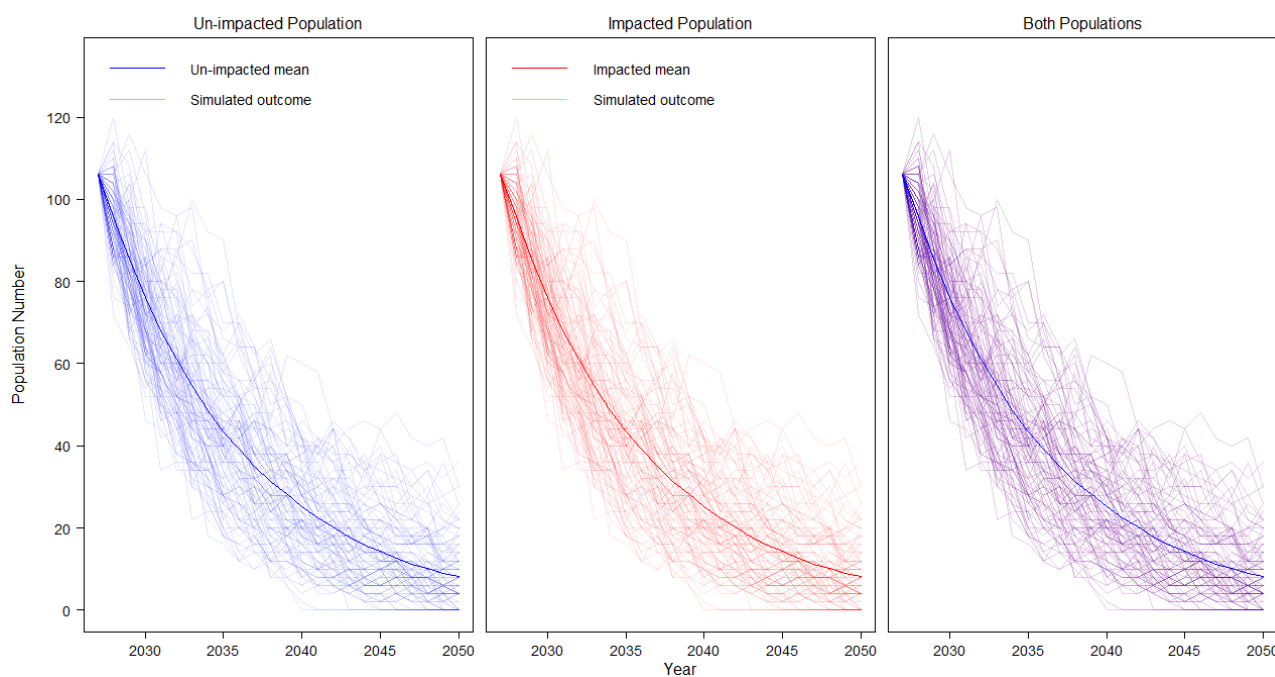 Un-impacted Population
Impacted Population
Both Populations
Un-impacted mean
Simulated outcome
Impacted mean
Simulated outcome
Population Number
120
100
80
60
40
20
0
2030 2035 2040 2045 2050
2030 2035 2040 2045 2050
2030 2035 2040 2045 2050
Year